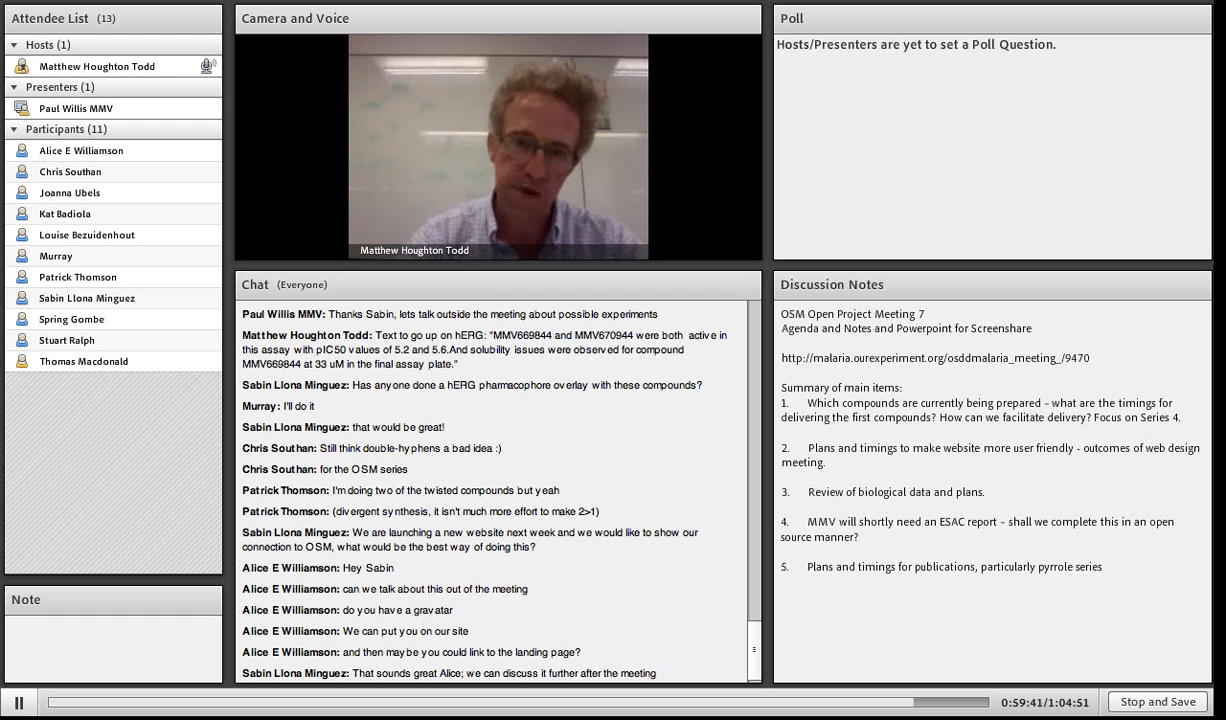 Attendee List (13)
Hosts (1)
Matthew Houghton Todd
Presenters (1)
Paul Willis MMV
Participants (11)
Alice E Williamson
Chris Southan
Joanna Ubels
Kat Badiola
Louise Bezuidenhout
Murray
Patrick Thomson
Sabin Llona Minguez
Spring Gombe
Stuart Ralph
Thomas Macdonald
Note
Camera and Voice
Matthew Houghton Todd
Chat (Everyone)
Paul Willis MMV: Thanks Sabin, lets talk outside the meeting about possible experiments
Matthew Houghton Todd: Text to go up on hERG: "MMV669844 and MMV670944 were both active in
this assay with pIC50 values of 5.2 and 5.6.And solubility issues were observed for compound
MMV669844 at 33 uM in the final assay plate."
Sabin Llona Minguez: Has anyone done a hERG pharmacophore overlay with these compounds?
Murray: I'll do it
Sabin Llona Minguez: that would be great!
Chris Southan: Still think double-hyphens a bad idea :)
Chris Southan: for the OSM series
Patrick Thomson: I'm doing two of the twisted compounds but yeah
Patrick Thomson: (divergent synthesis, it isn't much more effort to make 2>1)
Sabin Llona Minguez: We are launching a new website next week and we would like to show our
connection to OSM, what would be the best way of doing this?
Alice E Williamson: Hey Sabin
Alice E Williamson: can we talk about this out of the meeting
Alice E Williamson: do you have a gravatar
Alice E Williamson: We can put you on our site
Alice E Williamson: and then maybe you could link to the landing page?
Sabin Llona Minguez: That sounds great Alice; we can discuss it further after the meeting
Poll
Hosts/Presenters are yet to set a Poll Question.
Discussion Notes
OSM Open Project Meeting 7
Agenda and Notes and Powerpoint for Screenshare
http://malaria.ourexperiment.org/osddmalaria_meeting_/9470
Summary of main items:
1. Which compounds are currently being prepared – what are the timings for
delivering the first compounds? How can we facilitate delivery? Focus on Series 4.
2. Plans and timings to make website more user friendly - outcomes of web design
meeting.
3. Review of biological data and plans.
4. MMV will shortly need an ESAC report – shall we complete this in an open
source manner?
5. Plans and timings for publications, particularly pyrrole series
0:59:41/1:04:51
Stop and Save